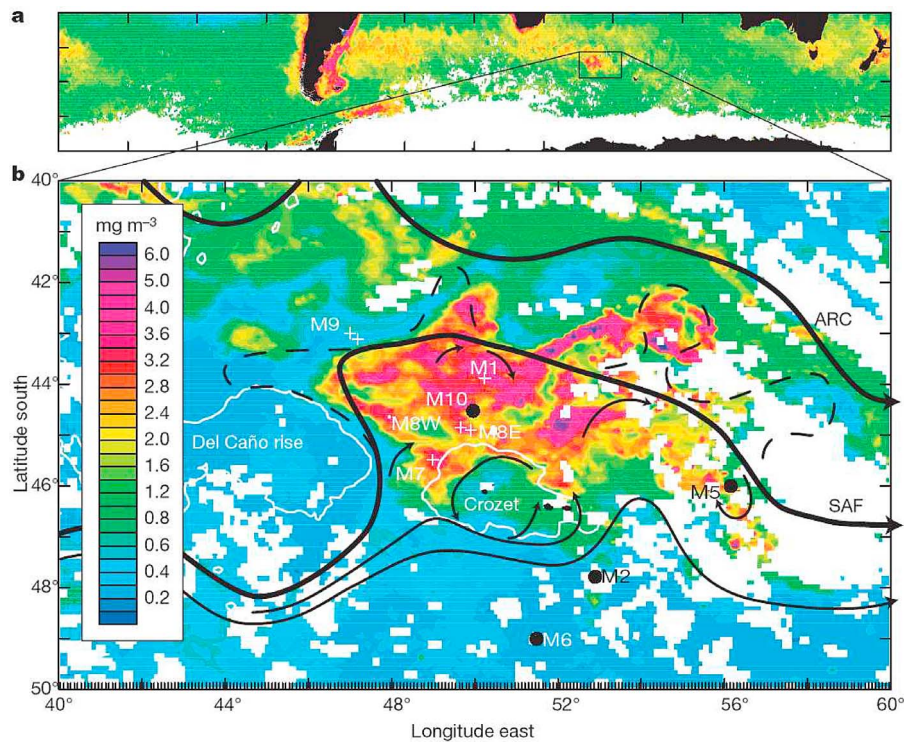 a
b
40°
42°
44°
46°
48°
50°
Latitude south
mg m⁻³
6.0
5.0
4.0
3.6
3.2
2.8
2.4
2.0
1.6
1.2
0.8
0.6
0.4
0.2
M9
ARC
M1
M10
M8W
M8E
Del Caño rise
M7
Crozet
M5
SAF
M2
M6
40° 44° 48° 52° 56° 60°
Longitude east